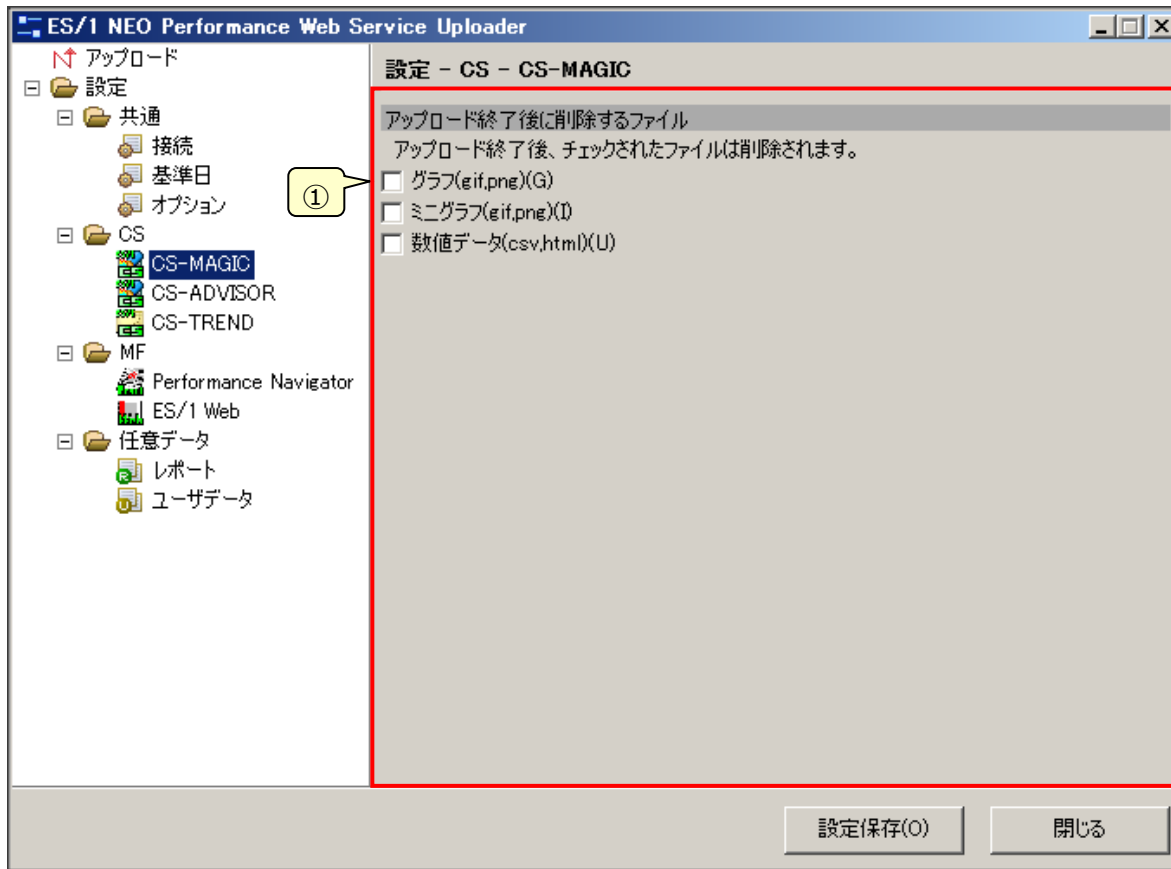 ES/1 NEO Performance Web Service Uploader
アップロード
設定
共通
接続
基準日
オプション
CS
CS-MAGIC
CS-ADVISOR
CS-TREND
MF
Performance Navigator
ES/1 Web
任意データ
レポート
ユーザデータ
設定 - CS - CS-MAGIC
アップロード終了後に削除するファイル
アップロード終了後、チェックされたファイルは削除されます。
①
グラフ(gif,png)(G)
ミニグラフ(gif,png)(I)
数値データ(csv,html)(U)
設定保存(O)
閉じる